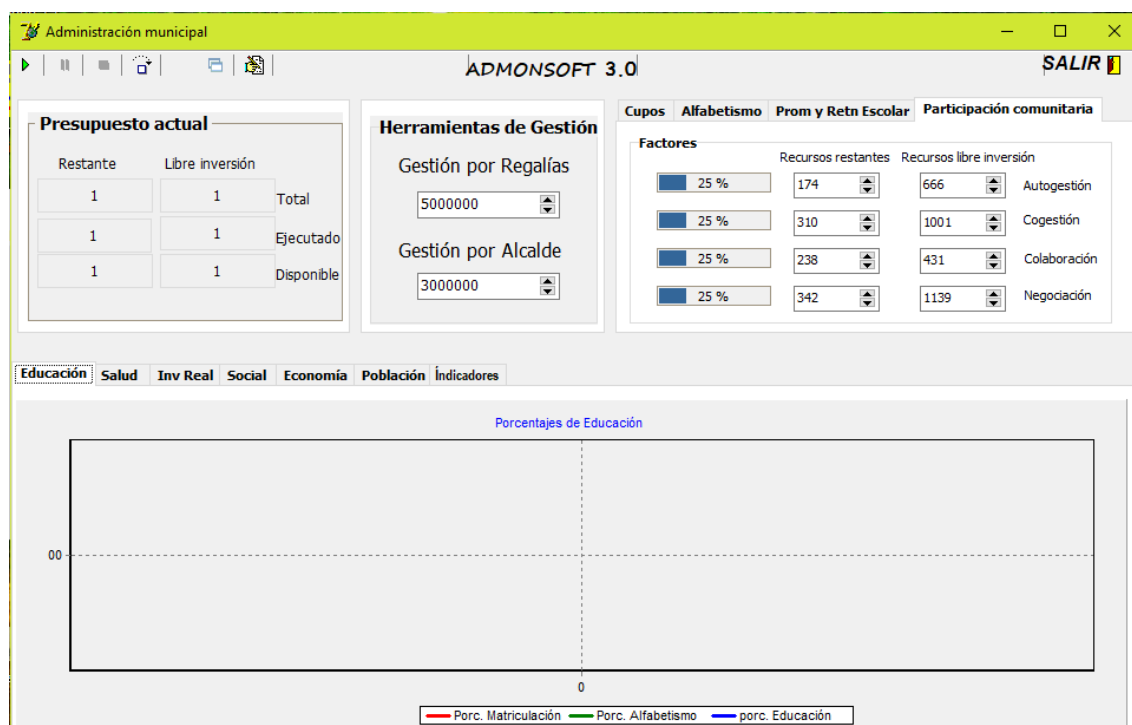 Administración municipal
ADMONSOFT 3.0
SALIR
Presupuesto actual
Restante Libre inversión
1 1 Total
1 1 Ejecutado
1 1 Disponible
Herramientas de Gestión
Gestión por Regalías
5000000
Gestión por Alcalde
3000000
Cupos Alfabetismo Prom y Retn Escolar Participación comunitaria
Factores
Recursos restantes Recursos libre inversión
25 % 174 666 Autogestión
25 % 310 1001 Cogestión
25 % 238 431 Colaboración
25 % 342 1139 Negociación
Educación Salud Inv Real Social Economía Población Índicadores
Porcentajes de Educación
00
0
Porc. Matriculación Porc. Alfabetismo porc. Educación